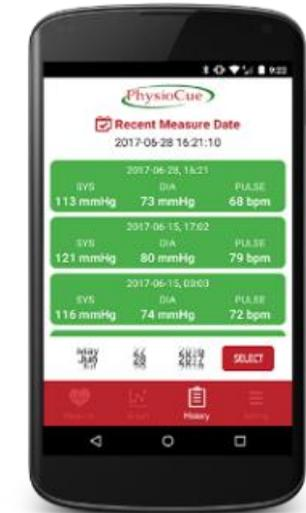 9:22
PhysioCue
Recent Measure Date
2017-06-28 16:21:10
2017-06-28, 16:21
SYS DIA PULSE
113 mmHg 73 mmHg 68 bpm
2017-06-15, 17:02
SYS DIA PULSE
121 mmHg 80 mmHg 79 bpm
2017-06-15, 03:03
SYS DIA PULSE
116 mmHg 74 mmHg 72 bpm
SELECT
History